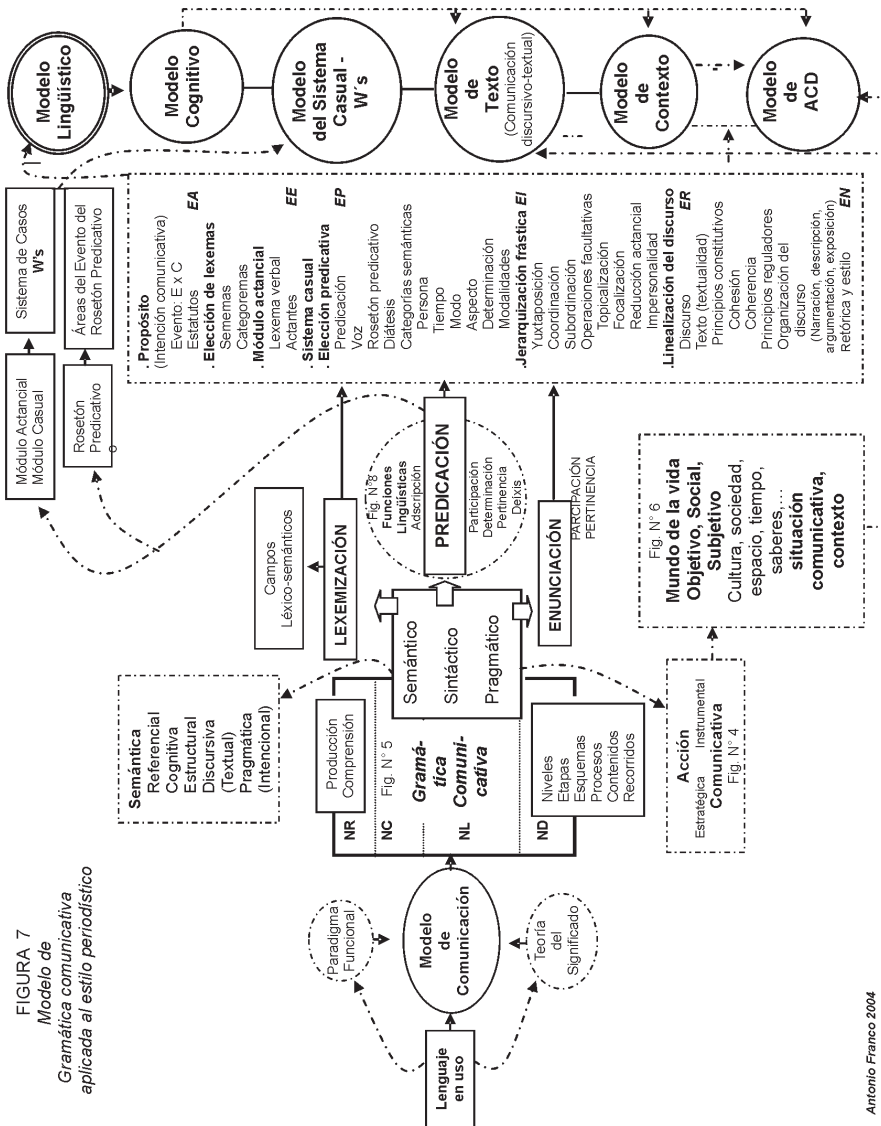 FIGURA 7
Modelo de
Gramática comunicativa
aplicada al estilo periodístico
Lenguaje
en uso
Paradigma
Funcional
Modelo
de
Comunicación
Teoría
del
Significado
Semántica
Referencial
Cognitiva
Estructural
Discursiva
(Textual)
Pragmática
(Intencional)
NR
Producción
Comprensión
NC
Fig. N° 5
Gramá-
tica
Comuni-
cativa
NL
ND
Niveles
Etapas
Esquemas
Procesos
Contenidos
Recorridos
Semántico
Sintáctico
Pragmático
Acción
Estratégica Instrumental
Comunicativa
Fig. N° 4
Campos
Léxico-semánticos
LEXEMIZACIÓN
Fig. N°8
Funciones
Lingüísticas
Adscripción
PREDICACIÓN
Participación
Determinación
Pertinencia
Deixis
ENUNCIACIÓN
PARCIPACIÓN
PERTINENCIA
Fig. N° 6
Mundo de la vida
Objetivo, Social,
Subjetivo
Cultura, sociedad,
espacio, tiempo,
saberes,...
situación
comunicativa,
contexto
Módulo Actancial
Módulo Casual
Sistema de Casos
W's
Rosetón
Predicativo
Áreas del Evento del
Rosetón Predicativo
.Propósito
(Intención comunicativa)
Evento: E x C
Estatutos EA
.Elección de lexemas
Sememas
Categoremas
.Módulo actancial EE
Lexema verbal
Actantes
.Sistema casual EP
.Elección predicativa
Predicación
Voz
Rosetón predicativo
Diátesis
Categorías semánticas
Persona
Tiempo
Modo
Aspecto
Determinación
Modalidades
.Jerarquización frástica EI
Yuxtaposición
Coordinación
Subordinación
Operaciones facultativas
Topicalización
Focalización
Reducción actancial
Impersonalidad
.Linealización del discurso
Discurso ER
Texto (textualidad)
Principios constitutivos
Cohesión
Coherencia
Principios reguladores
Organización del
discurso
(Narración, descripción,
argumentación, exposición)
Retórica y estilo EN
Modelo
Lingüístico
Modelo
Cognitivo
Modelo
del Sistema
Casual -
W´s
Modelo
de
Texto
(Comunicación
discursivo-textual)
Modelo
de
Contexto
Modelo
de
ACD
Antonio Franco 2004